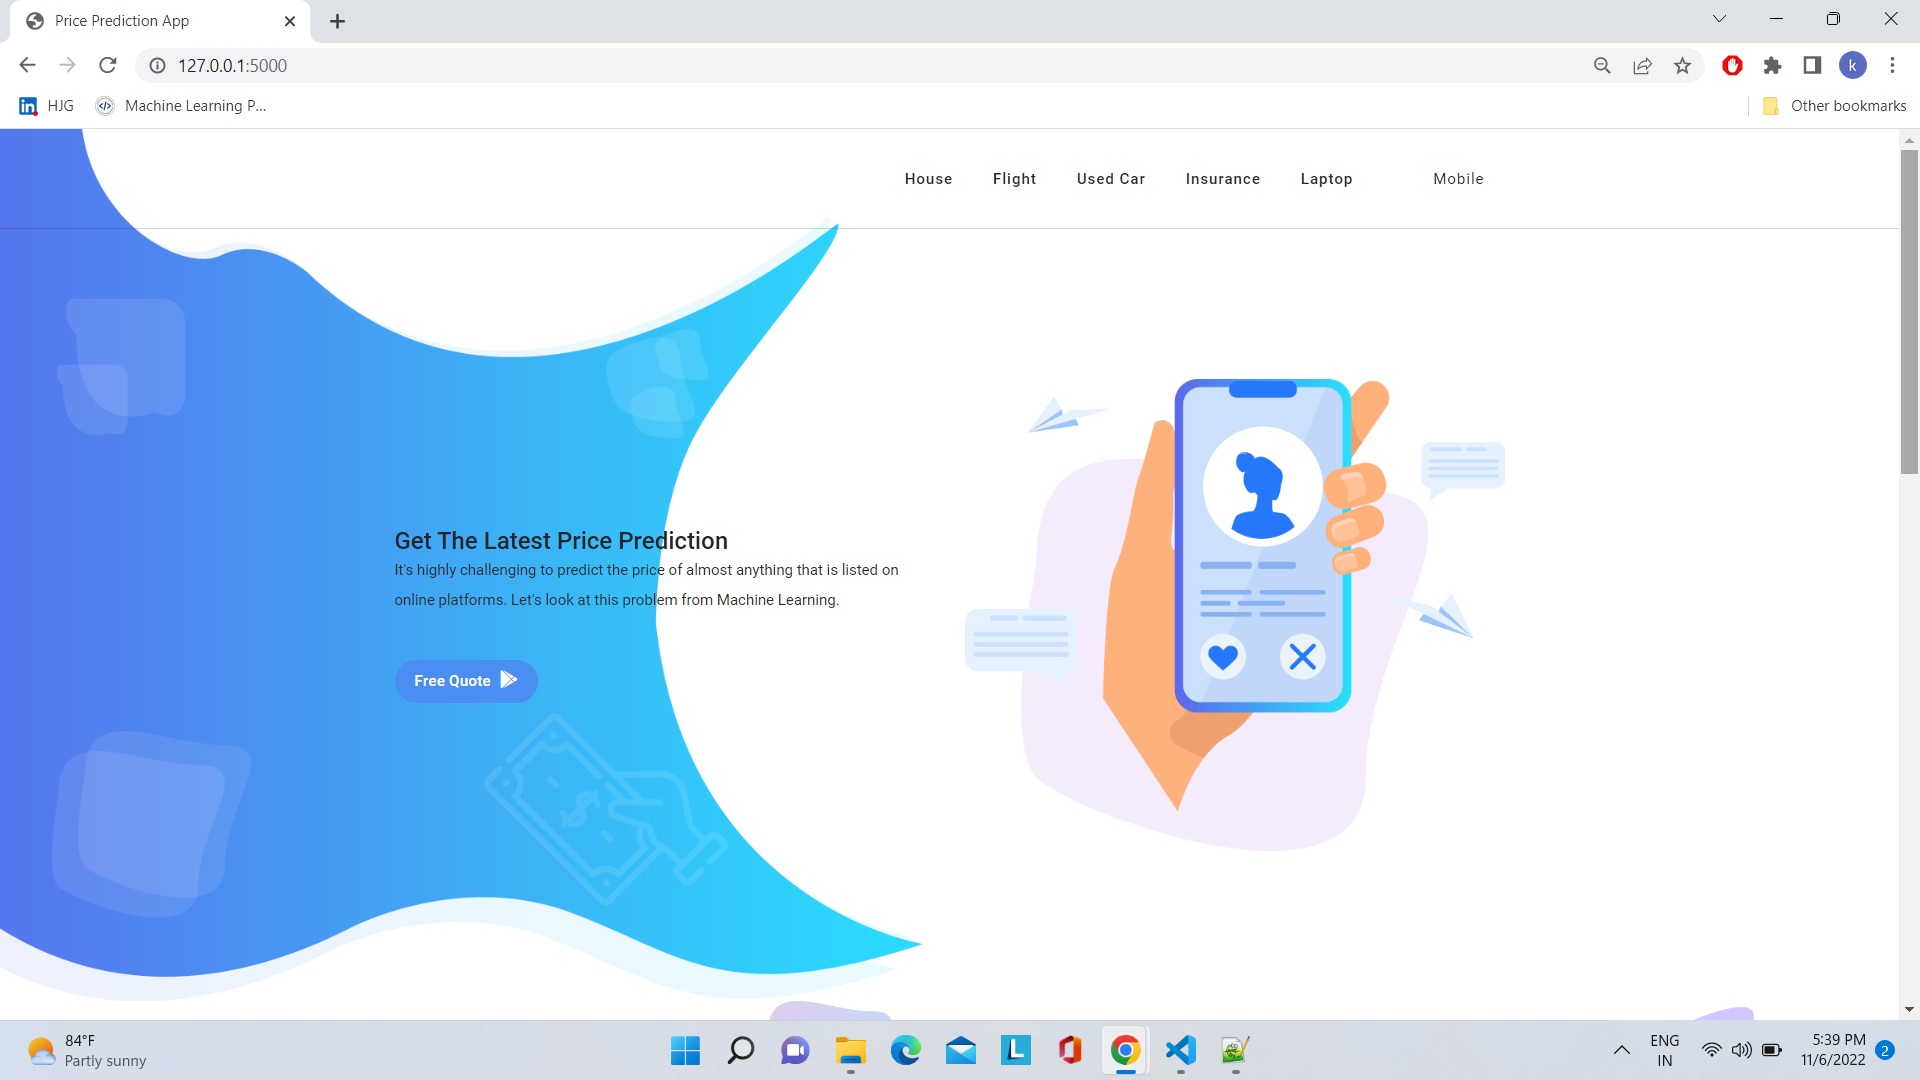 Price Prediction App
127.0.0.1:5000
in HJG Machine Learning P... Other bookmarks
k
House Flight Used Car Insurance Laptop Mobile
Get The Latest Price Prediction
It's highly challenging to predict the price of almost anything that is listed on
online platforms. Let's look at this problem from Machine Learning.
Free Quote
$
84°F
Partly sunny
L
ENG
IN
5:39 PM
11/6/2022
2